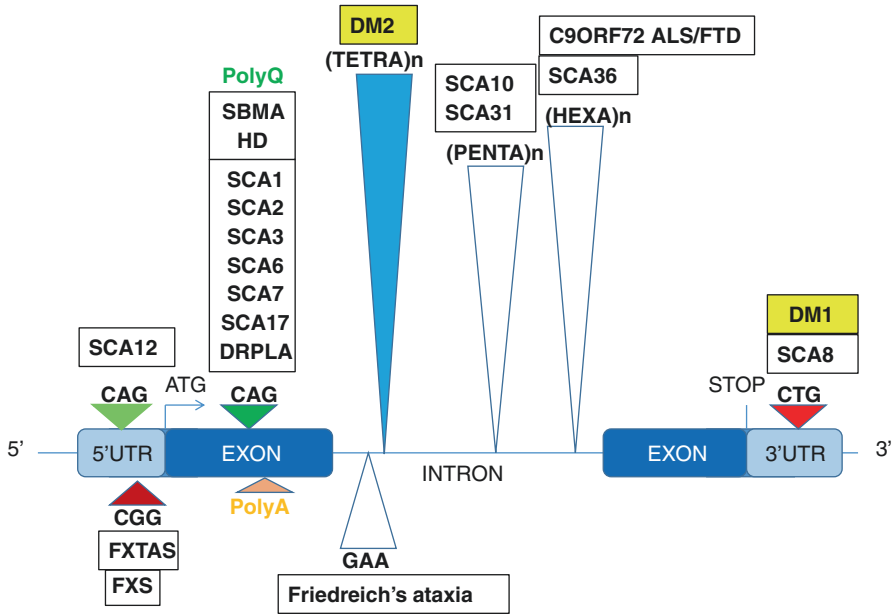 DM2
(TETRA)n
C9ORF72 ALS/FTD
SCA36
(HEXA)n
SCA10
SCA31
(PENTA)n
PolyQ
SBMA
HD
SCA1
SCA2
SCA3
SCA6
SCA7
SCA17
DRPLA
CAG
SCA12
CAG
ATG
DM1
SCA8
CTG
STOP
5'
5'UTR
EXON
INTRON
EXON
3'UTR
3'
CGG
FXTAS
FXS
PolyA
GAA
Friedreich's ataxia